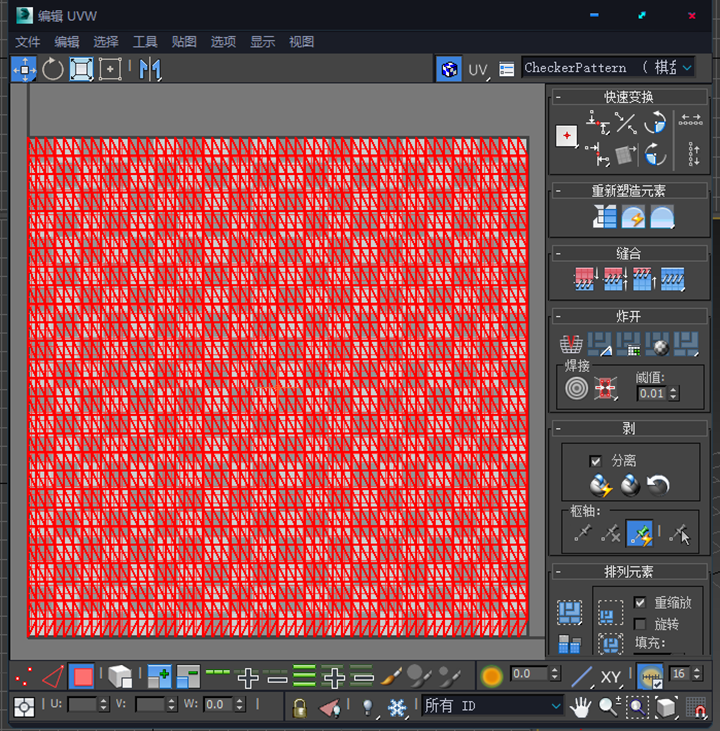 编辑 UVW
文件 编辑 选择 工具 贴图 选项 显示 视图
UV CheckerPattern （ 棋盘
- 快速变换
- 重新塑造元素
- 缝合
- 炸开
焊接
阈值:
0.01
- 剥
分离
枢轴:
- 排列元素
重缩放
旋转
填充:
0.0 XY 16
U: V: W: 0.0 所有 ID